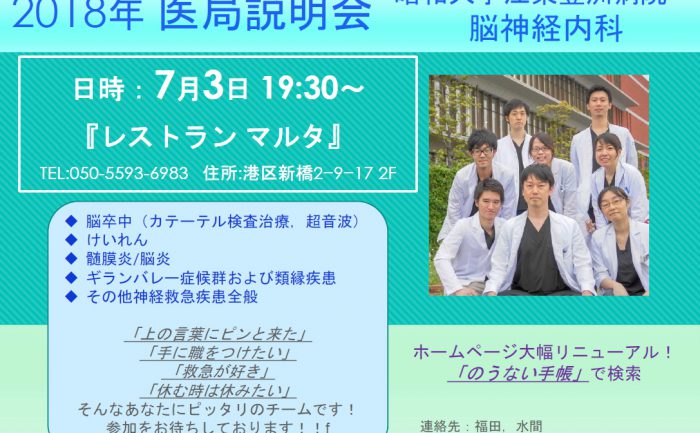 2018年 医局説明会
昭和大学江東豊洲病院
脳神経内科
日時：7月3日 19:30～
『レストラン マルタ』
TEL:050-5593-6983 住所:港区新橋2-9-17 2F
◆ 脳卒中（カテーテル検査治療，超音波）
◆ けいれん
◆ 髄膜炎/脳炎
◆ ギランバレー症候群および類縁疾患
◆ その他神経救急疾患全般
「上の言葉にピンと来た」
「手に職をつけたい」
「救急が好き」
「休む時は休みたい」
そんなあなたにピッタリのチームです！
参加をお待ちしております！！f
ホームページ大幅リニューアル！
「のうない手帳」で検索
連絡先：福田，水間